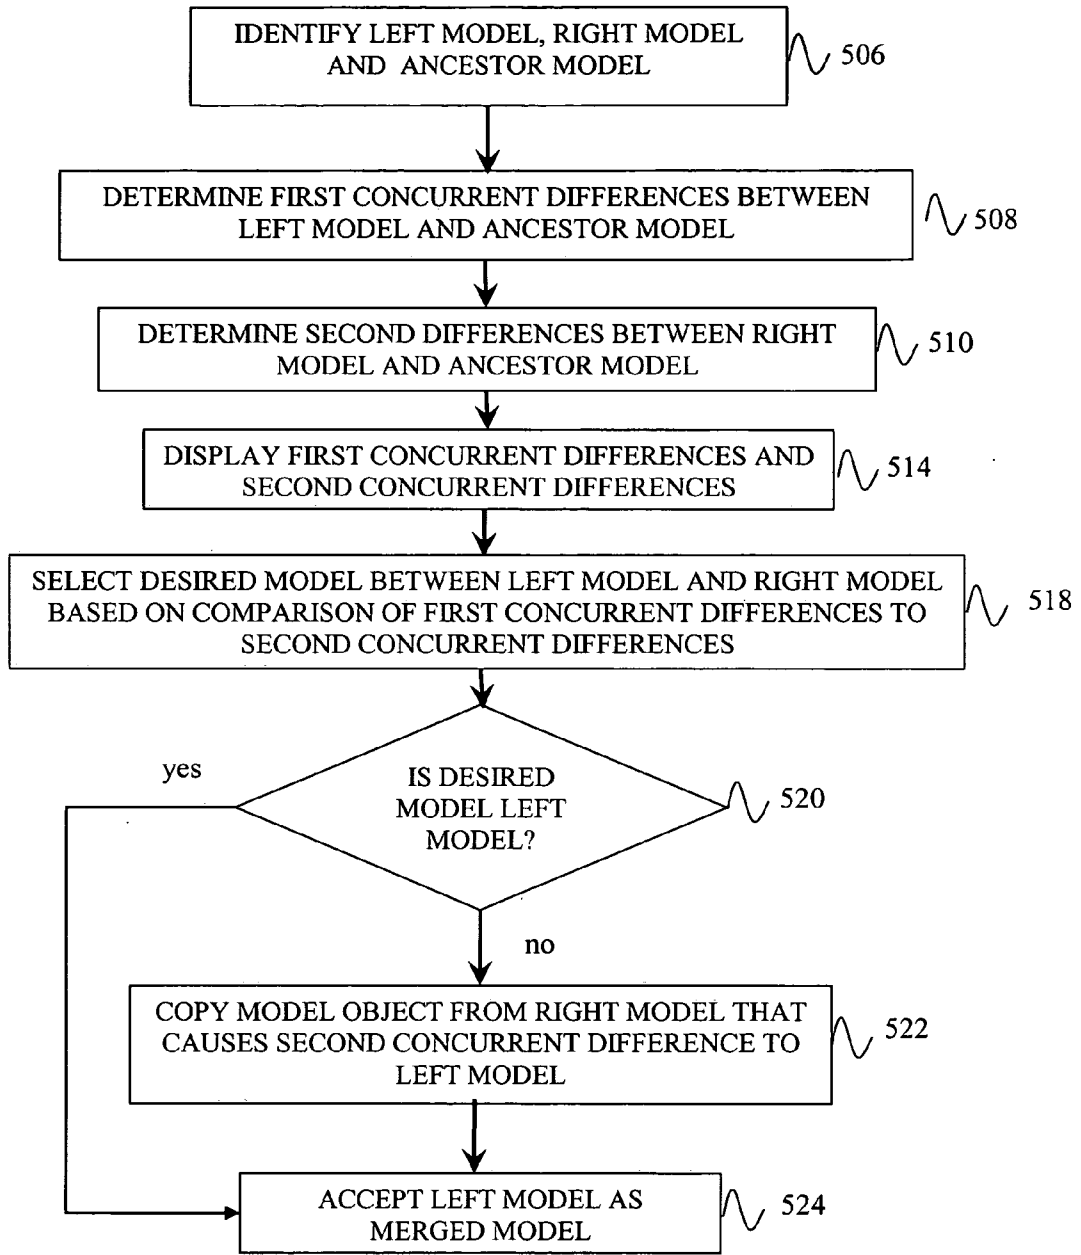 IDENTIFY LEFT MODEL, RIGHT MODEL
AND ANCESTOR MODEL
506
DETERMINE FIRST CONCURRENT DIFFERENCES BETWEEN
LEFT MODEL AND ANCESTOR MODEL
508
DETERMINE SECOND DIFFERENCES BETWEEN RIGHT
MODEL AND ANCESTOR MODEL
510
DISPLAY FIRST CONCURRENT DIFFERENCES AND
SECOND CONCURRENT DIFFERENCES
514
SELECT DESIRED MODEL BETWEEN LEFT MODEL AND RIGHT MODEL
BASED ON COMPARISON OF FIRST CONCURRENT DIFFERENCES TO
SECOND CONCURRENT DIFFERENCES
518
yes
IS DESIRED
MODEL LEFT
MODEL?
520
no
COPY MODEL OBJECT FROM RIGHT MODEL THAT
CAUSES SECOND CONCURRENT DIFFERENCE TO
LEFT MODEL
522
ACCEPT LEFT MODEL AS
MERGED MODEL
524